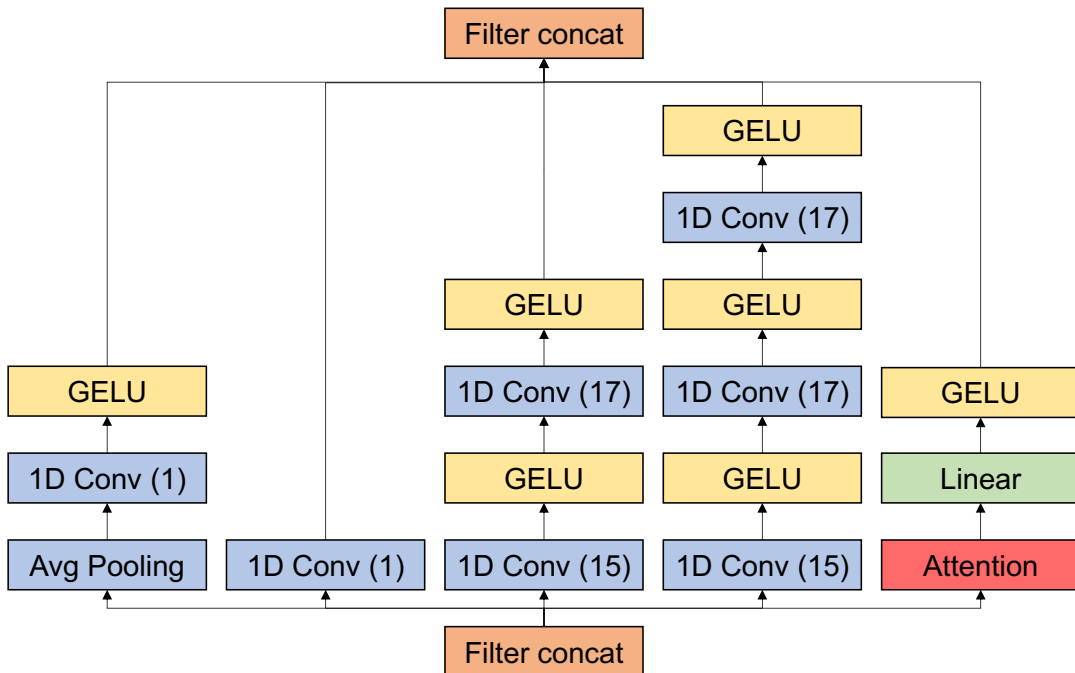 Filter concat
GELU
1D Conv (17)
GELU
GELU
GELU
1D Conv (17)
1D Conv (17)
GELU
1D Conv (1)
GELU
GELU
Linear
Avg Pooling
1D Conv (1)
1D Conv (15)
1D Conv (15)
Attention
Filter concat